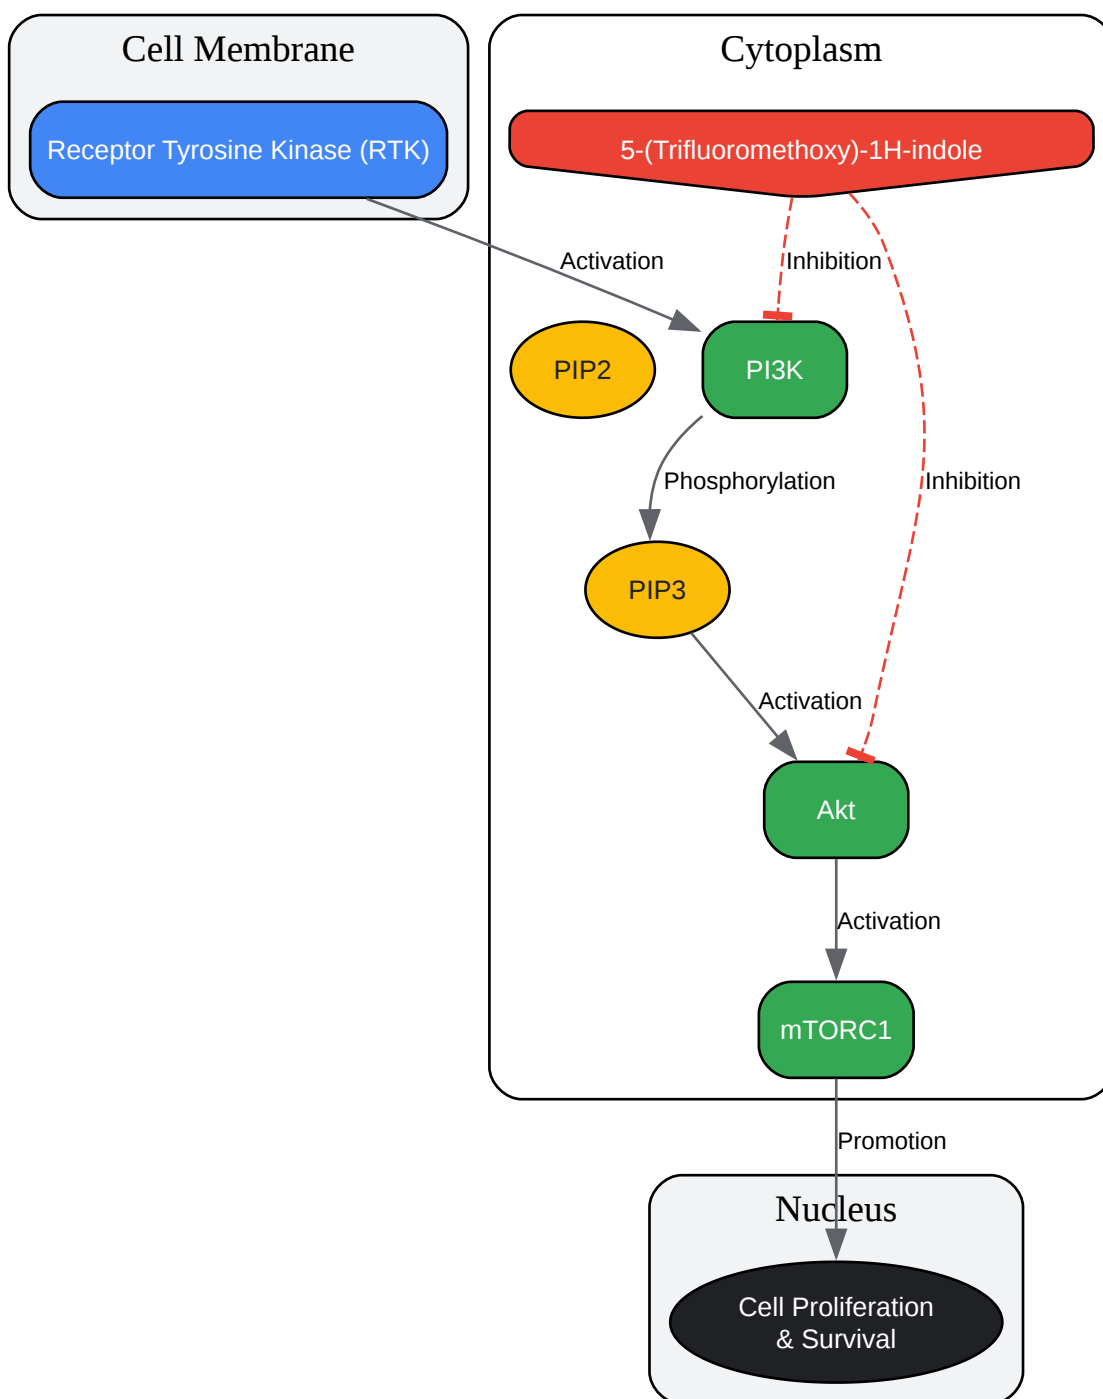 Cell Membrane
Cytoplasm
Receptor Tyrosine Kinase (RTK)
5-(Trifluoromethoxy)-1H-indole
Activation
Inhibition
PIP2
PI3K
Phosphorylation
Inhibition
PIP3
Activation
Akt
Activation
mTORC1
Promotion
Nucleus
Cell Proliferation
& Survival